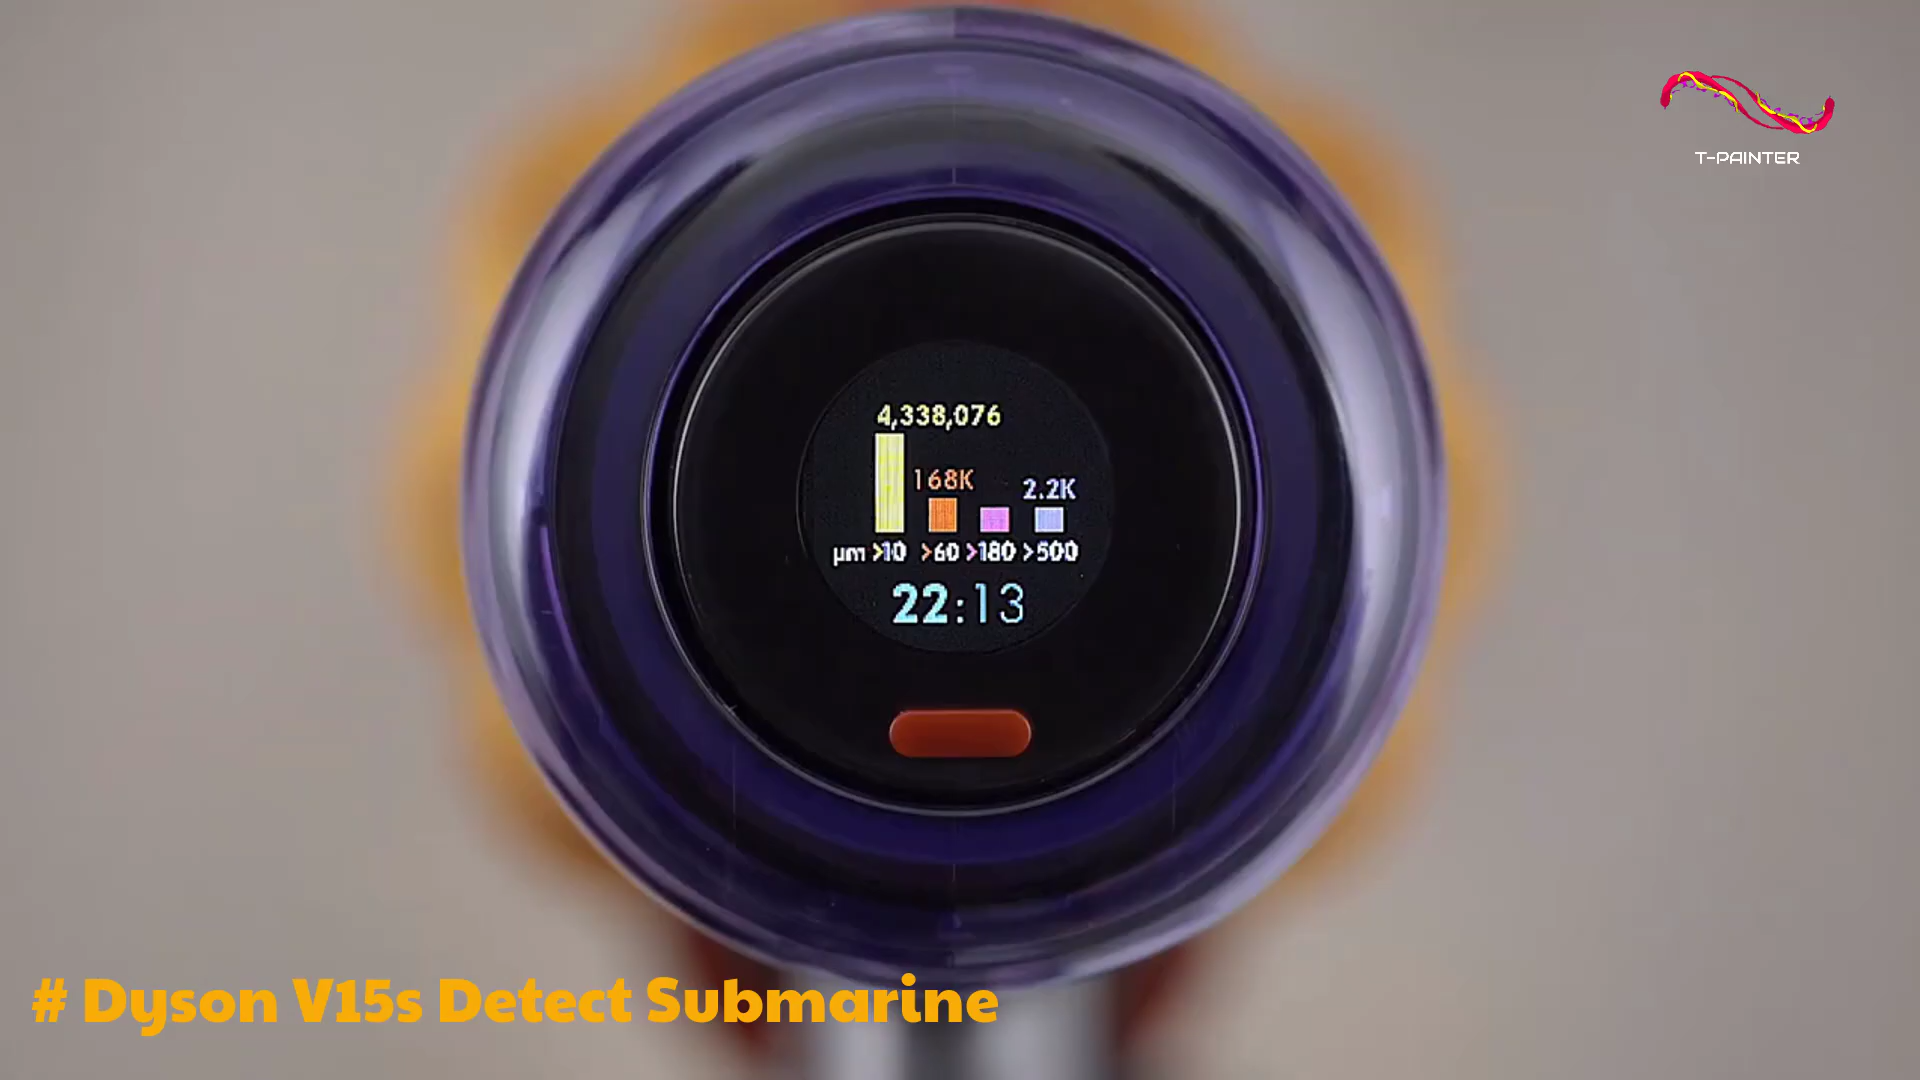 T-PAINTER
4,338,076
168K
2.2K
µm >10 >60 >180 >500
22:13
# Dyson V15s Detect Submarine